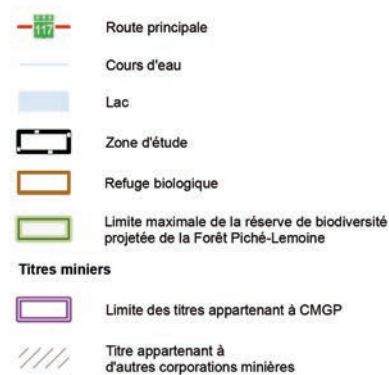 117
Route principale
Cours d'eau
Lac
Zone d'étude
Refuge biologique
Limite maximale de la réserve de biodiversité
projetée de la Forêt Piché-Lemoine
Titres miniers
Limite des titres appartenant à CMGP
Titre appartenant à
d'autres corporations minières